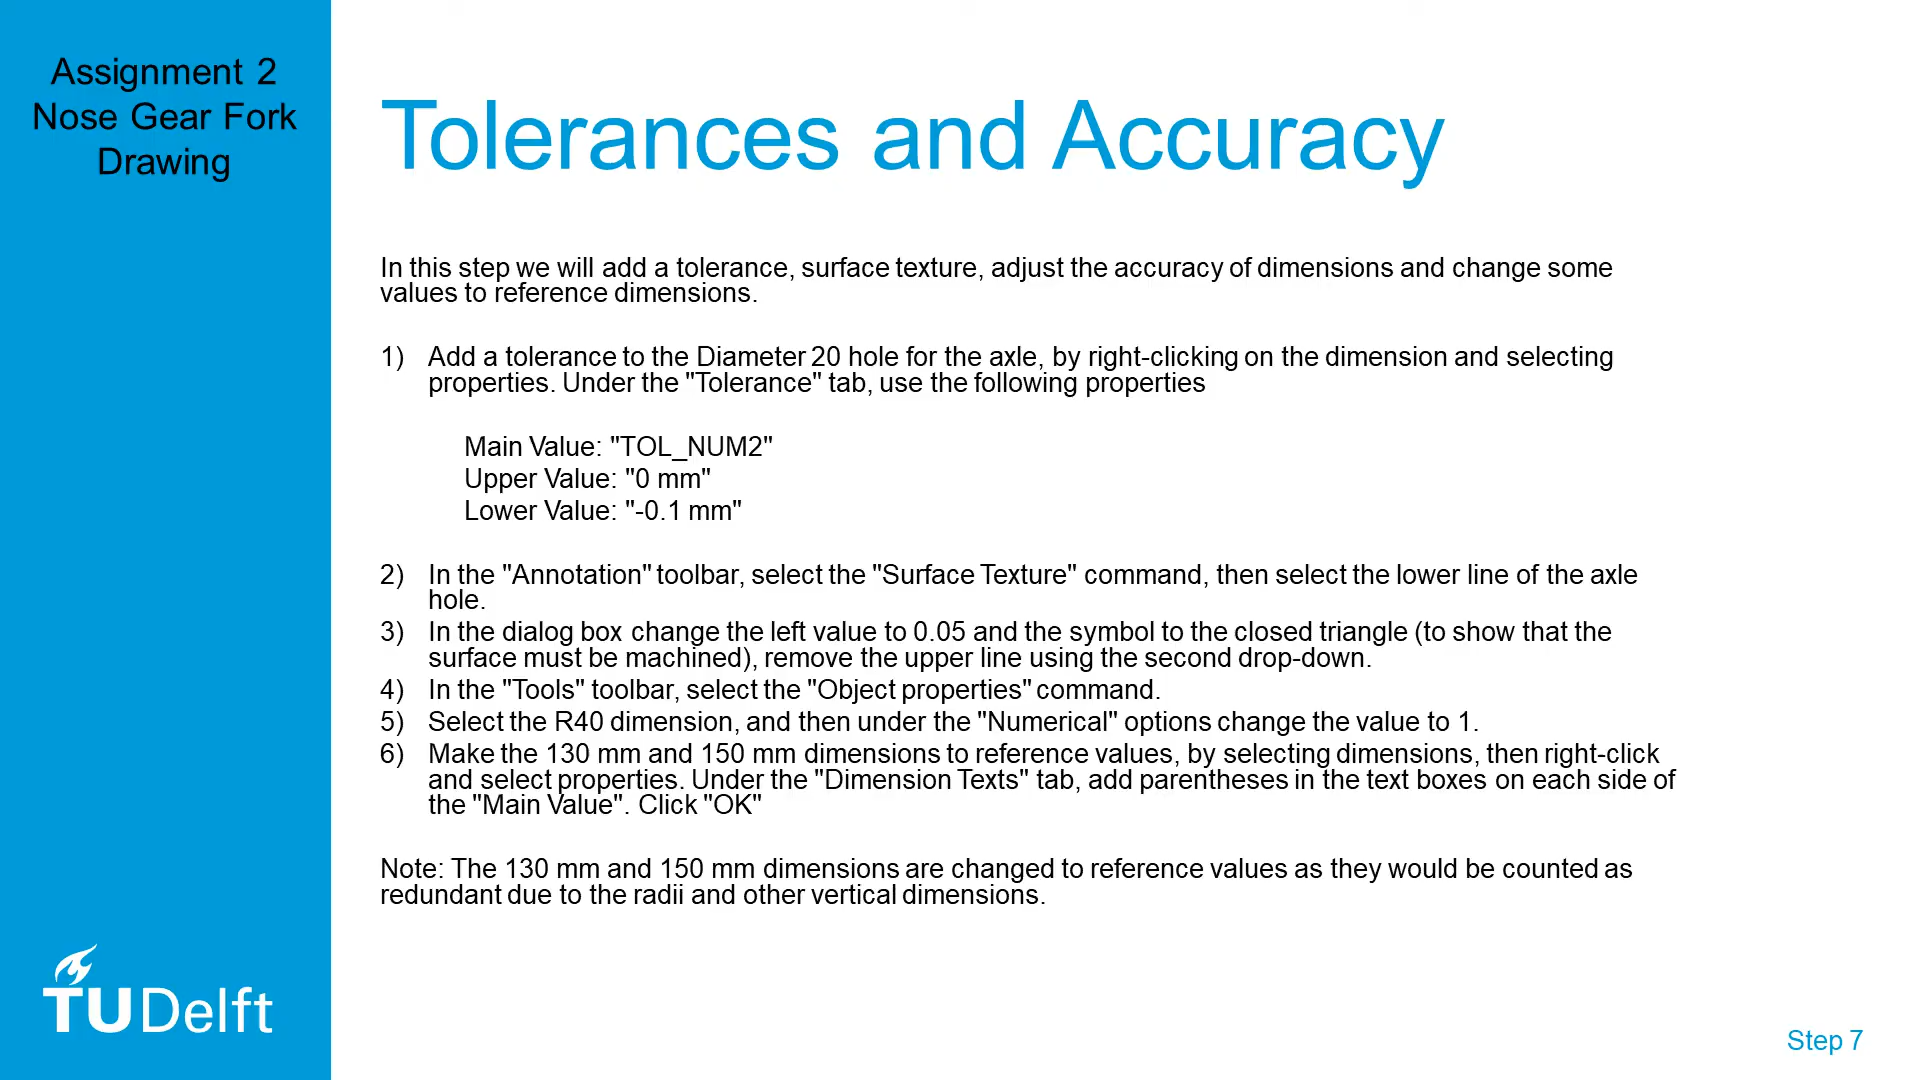 Assignment 2
Nose Gear Fork
Drawing
Tolerances and Accuracy
In this step we will add a tolerance, surface texture, adjust the accuracy of dimensions and change some
values to reference dimensions.
1) Add a tolerance to the Diameter 20 hole for the axle, by right-clicking on the dimension and selecting
properties. Under the "Tolerance" tab, use the following properties
Main Value: "TOL_NUM2"
Upper Value: "0 mm"
Lower Value: "-0.1 mm"
2) In the "Annotation" toolbar, select the "Surface Texture" command, then select the lower line of the axle
hole.
3) In the dialog box change the left value to 0.05 and the symbol to the closed triangle (to show that the
surface must be machined), remove the upper line using the second drop-down.
4) In the "Tools" toolbar, select the "Object properties" command.
5) Select the R40 dimension, and then under the "Numerical" options change the value to 1.
6) Make the 130 mm and 150 mm dimensions to reference values, by selecting dimensions, then right-click
and select properties. Under the "Dimension Texts" tab, add parentheses in the text boxes on each side of
the "Main Value". Click "OK"
Note: The 130 mm and 150 mm dimensions are changed to reference values as they would be counted as
redundant due to the radii and other vertical dimensions.
TU Delft
Step 7